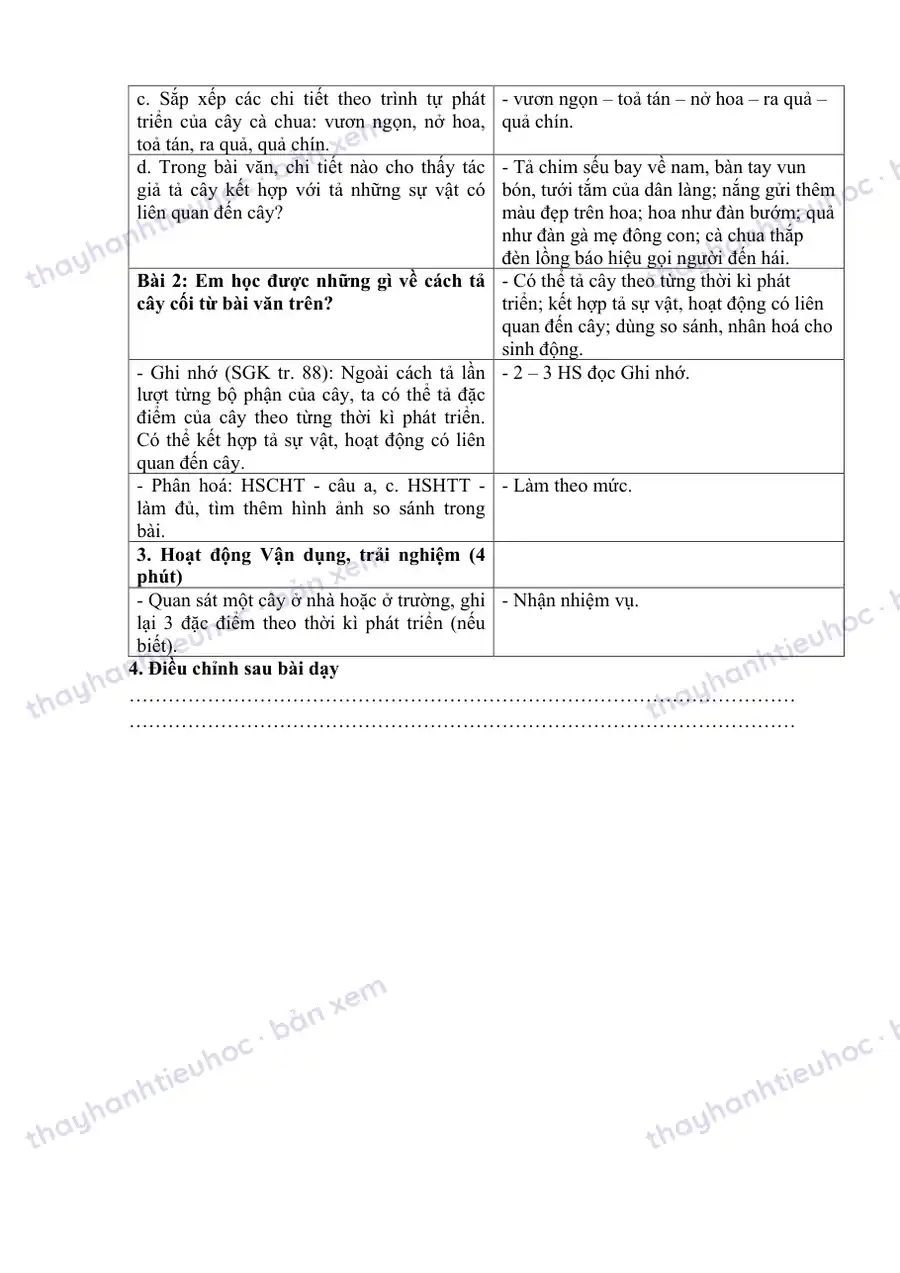 c. Sắp xếp các chi tiết theo trình tự phát
triển của cây cà chua: vươn ngọn, nở hoa,
toả tán, ra quả, quả chín.
- vươn ngọn – toả tán – nở hoa – ra quả –
quả chín.
d. Trong bài văn, chi tiết nào cho thấy tác
giả tả cây kết hợp với tả những sự vật có
liên quan đến cây?
- Tả chim sếu bay về nam, bàn tay vun
bón, tưới tắm của dân làng; nắng gửi thêm
màu đẹp trên hoa; hoa như đàn bướm; quả
như đàn gà mẹ đông con; cà chua thắp
đèn lồng báo hiệu gọi người đến hái.
Bài 2: Em học được những gì về cách tả
cây cối từ bài văn trên?
- Có thể tả cây theo từng thời kì phát
triển; kết hợp tả sự vật, hoạt động có liên
quan đến cây; dùng so sánh, nhân hoá cho
sinh động.
- Ghi nhớ (SGK tr. 88): Ngoài cách tả lần
lượt từng bộ phận của cây, ta có thể tả đặc
điểm của cây theo từng thời kì phát triển.
Có thể kết hợp tả sự vật, hoạt động có liên
quan đến cây.
- 2 – 3 HS đọc Ghi nhớ.
- Phân hoá: HSCHT - câu a, c. HSHTT -
làm đủ, tìm thêm hình ảnh so sánh trong
bài.
- Làm theo mức.
3. Hoạt động Vận dụng, trải nghiệm (4
phút)
- Quan sát một cây ở nhà hoặc ở trường, ghi
lại 3 đặc điểm theo thời kì phát triển (nếu
biết).
- Nhận nhiệm vụ.
4. Điều chỉnh sau bài dạy
……………………………………………………………………………………
……………………………………………………………………………………
thayhanhtieuhoc · bản xem
thayhanhtieuhoc · b
thayhanhtieuhoc · bản xem
thayhanhtieuhoc · b
thayhanhtieuhoc · bản xem
thayhanhtieuhoc · b